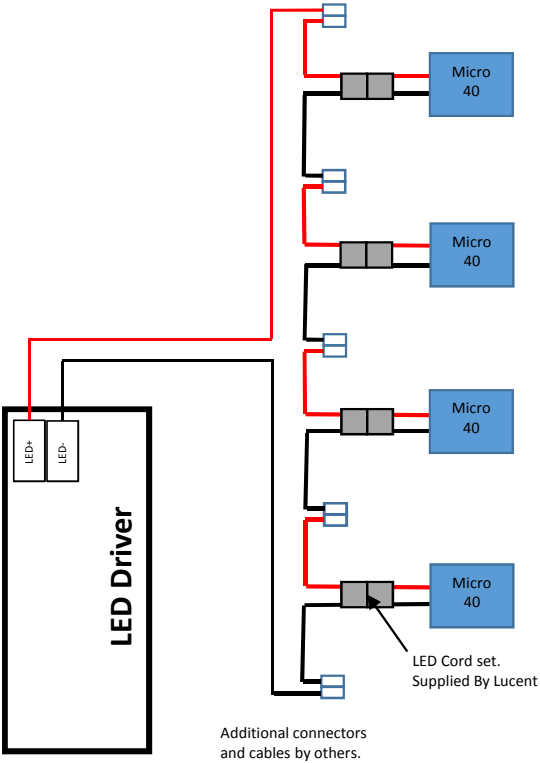 Micro
40
Micro
40
Micro
40
LED+
LED-
LED Driver
Micro
40
LED Cord set.
Supplied By Lucent
Additional connectors
and cables by others.